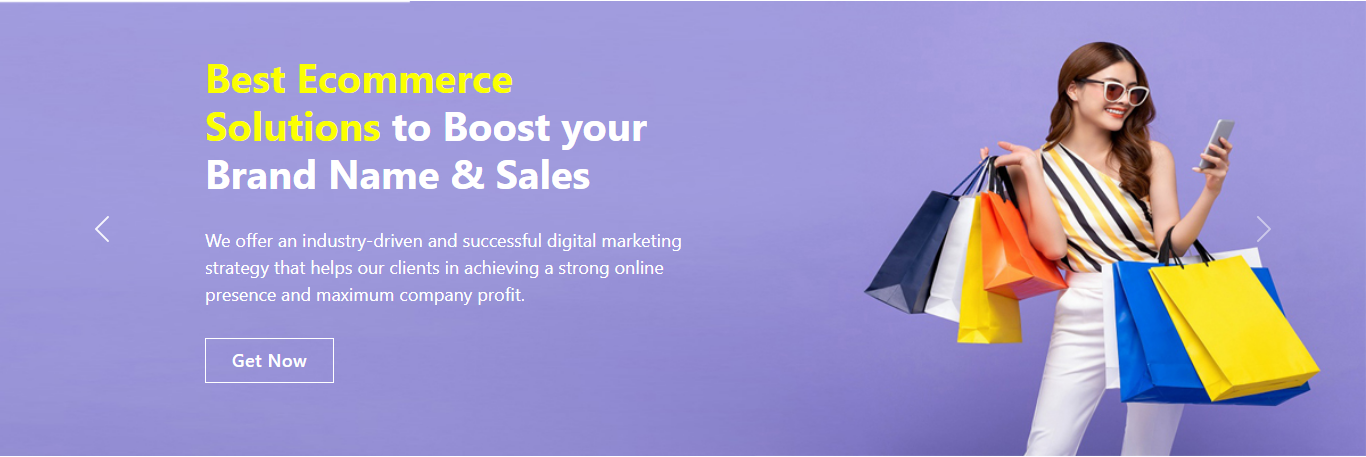 Best Ecommerce
Solutions to Boost your
Brand Name & Sales
We offer an industry-driven and successful digital marketing
strategy that helps our clients in achieving a strong online
presence and maximum company profit.
Get Now